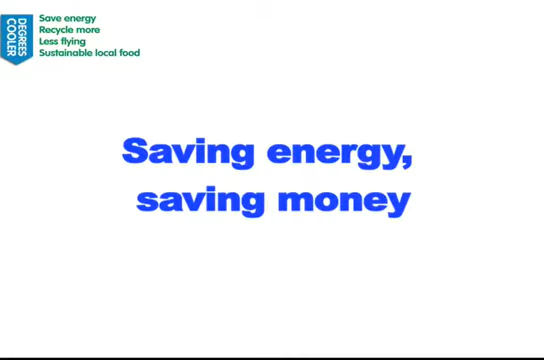 DEGREES
COOLER
Save energy
Recycle more
Less flying
Sustainable local food
Saving energy,
saving money